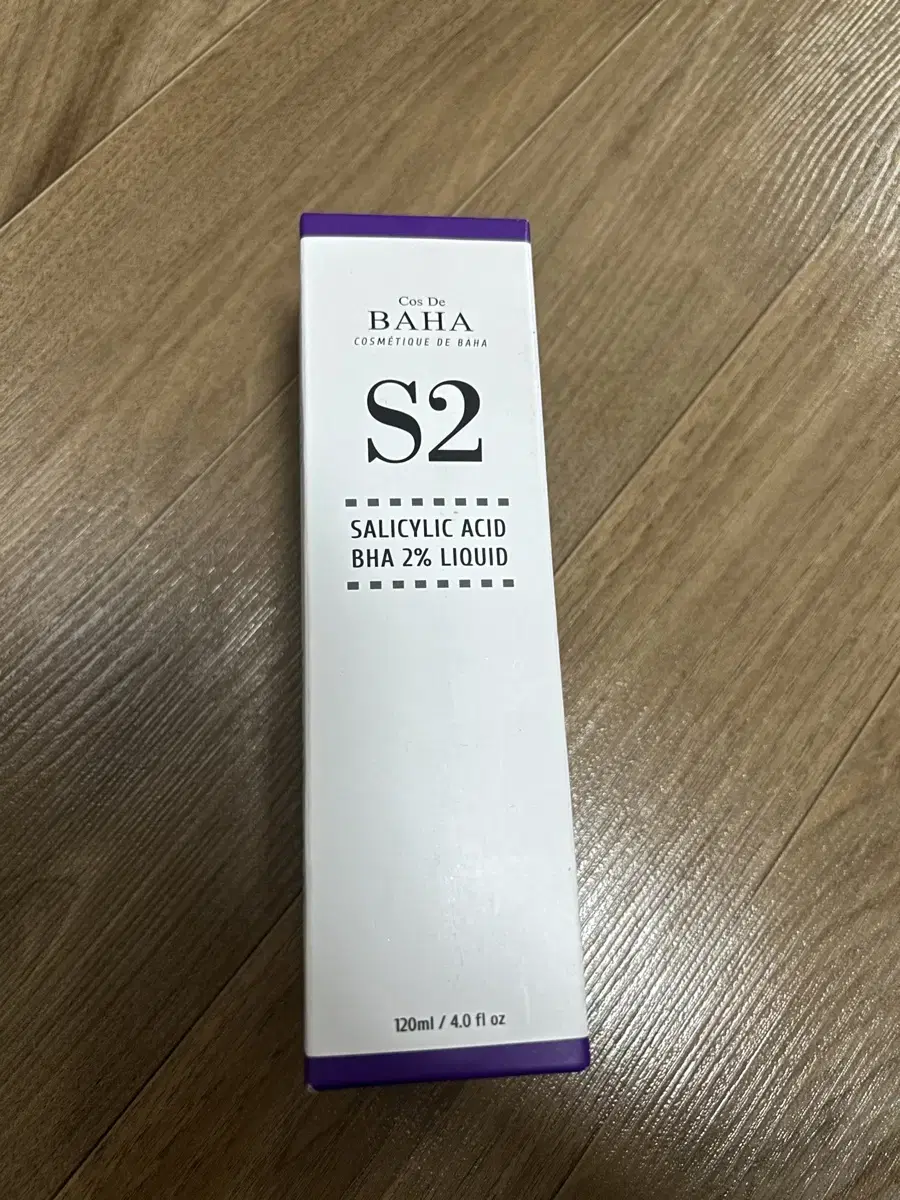 Cos De
BAHA
COSMÉTIQUE DE BAHA
S2
SALICYLIC ACID
BHA 2% LIQUID
120ml / 4.0 fl oz